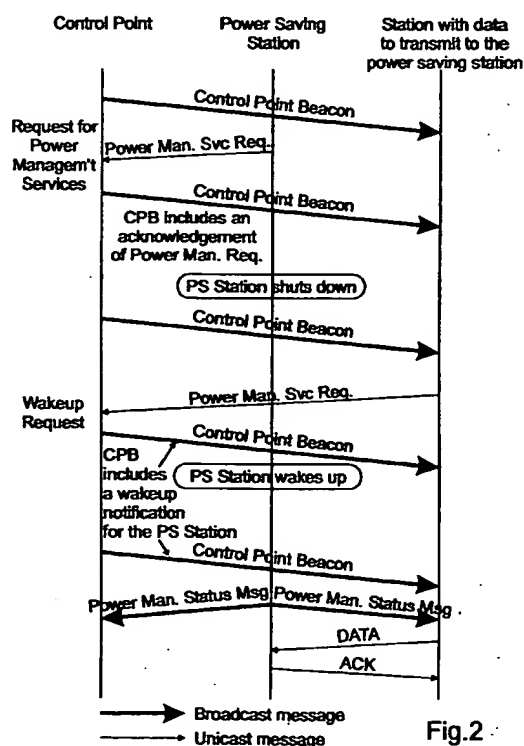 Control Point
Power Saving
Station
Station with data
to transmit to the
power saving station
Control Point Beacon
Request for
Power
Managem't
Services
Power Man. Svc Req.
Control Point Beacon
CPB includes an
acknowledgement
of Power Man. Req.
PS Station shuts down
Control Point Beacon
Wakeup
Request
Power Man. Svc Req.
Control Point Beacon
CPB
includes
a wakeup
notification
for the PS Station
PS Station wakes up
Control Point Beacon
Power Man. Status Msg
Power Man. Status Msg
DATA
ACK
Broadcast message
Unicast message
Fig.2